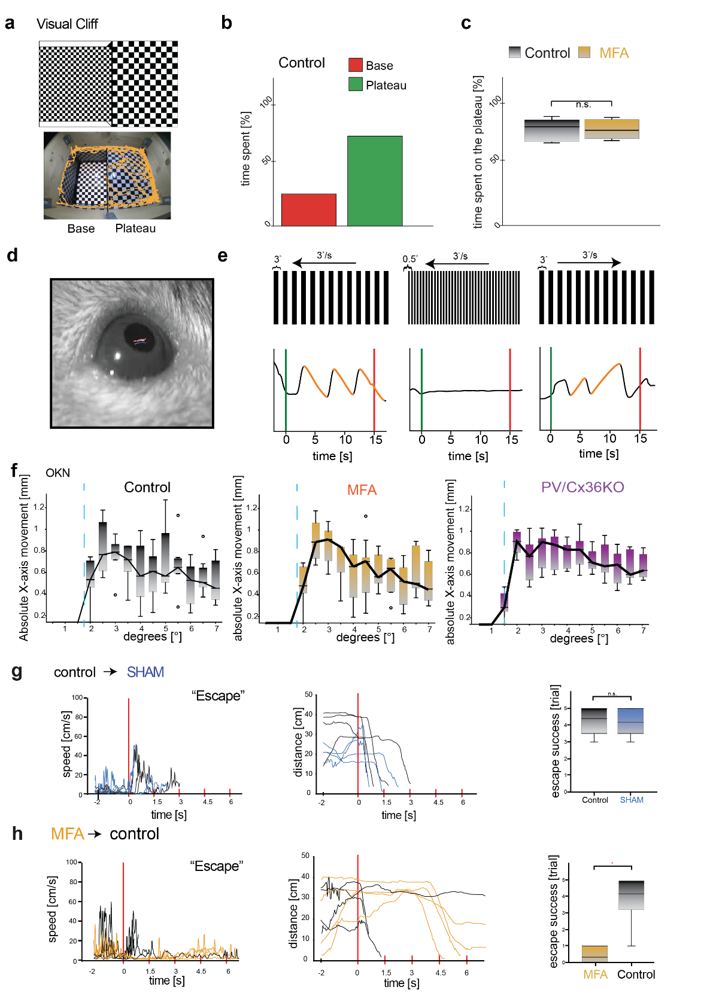 a
Visual Cliff
Base
Plateau
b
Control
Base
Plateau
time spent [%]
100
50
0
c
Control
MFA
time spent on the plateau [%]
100
50
0
n.s.
d
e
3°
3°/s
0.5°
3°/s
3°
3°/s
0
5
10
15
time [s]
0
5
10
15
time [s]
0
5
10
15
time [s]
f
OKN
Control
Absolute X-axis movement [mm]
1.2
1
0.8
0.6
0.4
0.2
1
2
3
4
5
6
7
degrees [°]
MFA
absolute X-axis movement [mm]
1.2
1
0.8
0.6
0.4
0.2
1
2
3
4
5
6
7
degrees [°]
PV/Cx36KO
absolute X-axis movement [mm]
1.2
1
0.8
0.6
0.4
0.2
1
2
3
4
5
6
7
degrees [°]
g
control → SHAM
"Escape"
speed [cm/s]
100
80
60
40
20
0
-2
0
1.5
3
4.5
6
time [s]
distance [cm]
50
40
30
20
10
0
-2
0
1.5
3
4.5
6
time [s]
escape success [trial]
5
4
3
2
1
0
n.s.
Control
SHAM
h
MFA → control
"Escape"
speed [cm/s]
100
80
60
40
20
0
-2
0
1.5
3
4.5
6
time [s]
distance [cm]
50
40
30
20
10
0
-2
0
1.5
3
4.5
6
time [s]
escape success [trial]
5
4
3
2
1
0
*
MFA
Control